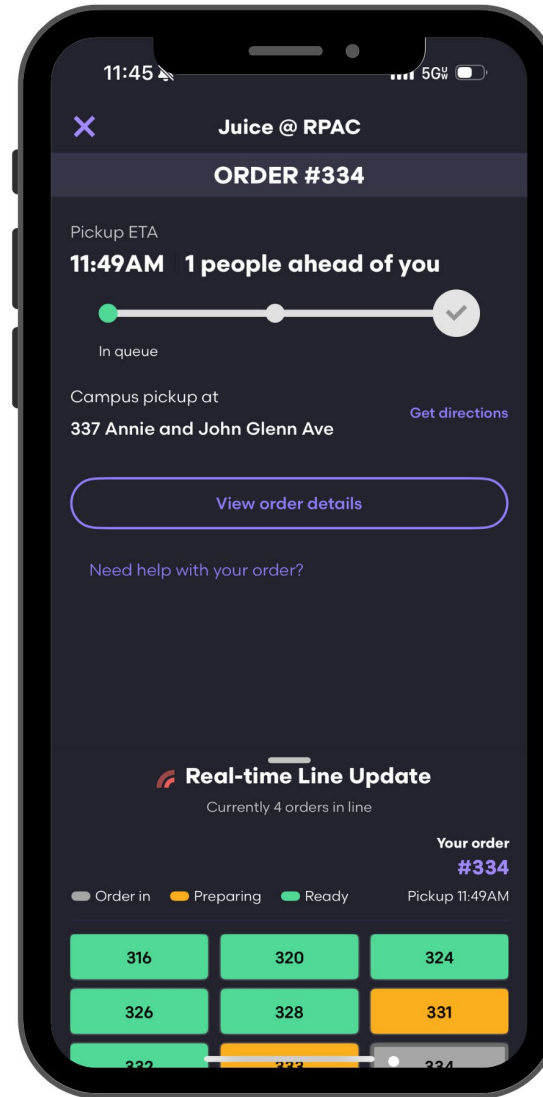 11:45 5G
Juice @ RPAC
ORDER #334
Pickup ETA
11:49AM 1 people ahead of you
In queue
Campus pickup at
337 Annie and John Glenn Ave
Get directions
View order details
Need help with your order?
Real-time Line Update
Currently 4 orders in line
Your order
#334
Order in Preparing Ready Pickup 11:49AM
316 320 324
326 328 331
332 333 334